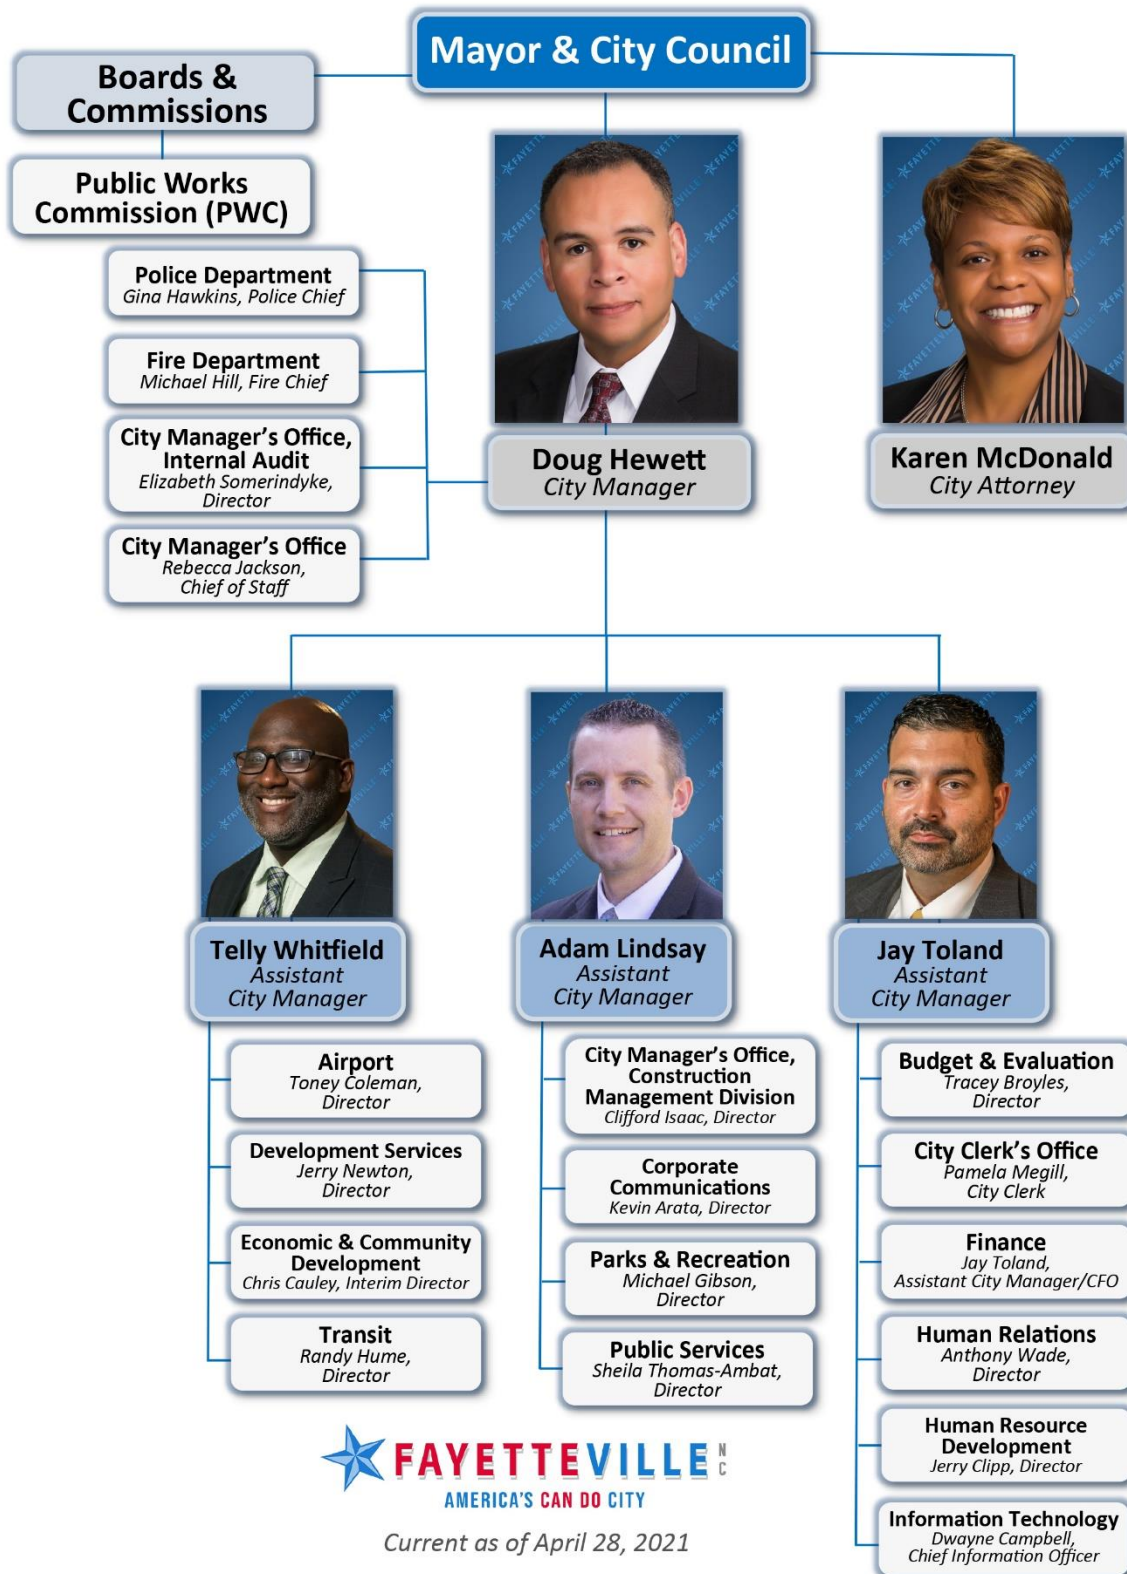 Mayor & City Council
Boards &
Commissions
Public Works
Commission (PWC)
Police Department
Gina Hawkins, Police Chief
Fire Department
Michael Hill, Fire Chief
City Manager's Office,
Internal Audit
Elizabeth Somerindyke,
Director
City Manager's Office
Rebecca Jackson,
Chief of Staff
Doug Hewett
City Manager
Karen McDonald
City Attorney
Telly Whitfield
Assistant
City Manager
Airport
Toney Coleman,
Director
Development Services
Jerry Newton,
Director
Economic & Community
Development
Chris Cauley, Interim Director
Transit
Randy Hume,
Director
Adam Lindsay
Assistant
City Manager
City Manager's Office,
Construction
Management Division
Clifford Isaac, Director
Corporate
Communications
Kevin Arata, Director
Parks & Recreation
Michael Gibson,
Director
Public Services
Sheila Thomas-Ambat,
Director
Jay Toland
Assistant
City Manager
Budget & Evaluation
Tracey Broyles,
Director
City Clerk's Office
Pamela Megill,
City Clerk
Finance
Jay Toland,
Assistant City Manager/CFO
Human Relations
Anthony Wade,
Director
Human Resource
Development
Jerry Clipp, Director
Information Technology
Dwayne Campbell,
Chief Information Officer
FAYETTEVILLE NC
AMERICA'S CAN DO CITY
Current as of April 28, 2021